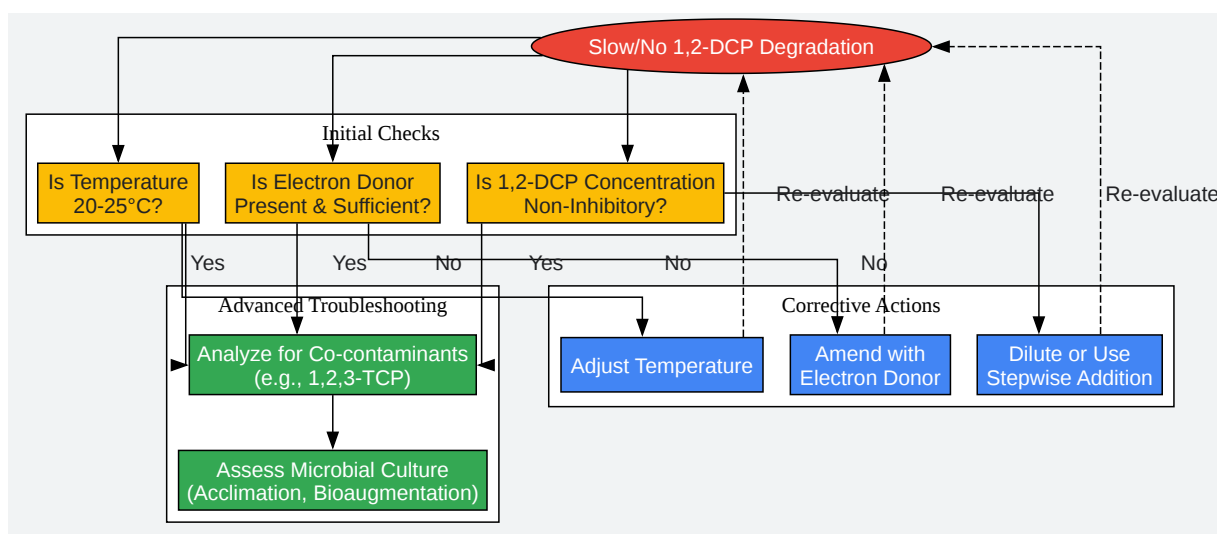 Slow/No 1,2-DCP Degradation
Initial Checks
Is Temperature
20-25°C?
Is Electron Donor
Present & Sufficient?
Is 1,2-DCP Concentration
Non-Inhibitory?
Re-evaluate
Re-evaluate
Re-evaluate
Yes
Yes
No
Yes
No
No
Advanced Troubleshooting
Corrective Actions
Analyze for Co-contaminants
(e.g., 1,2,3-TCP)
Adjust Temperature
Amend with
Electron Donor
Dilute or Use
Stepwise Addition
Assess Microbial Culture
(Acclimation, Bioaugmentation)